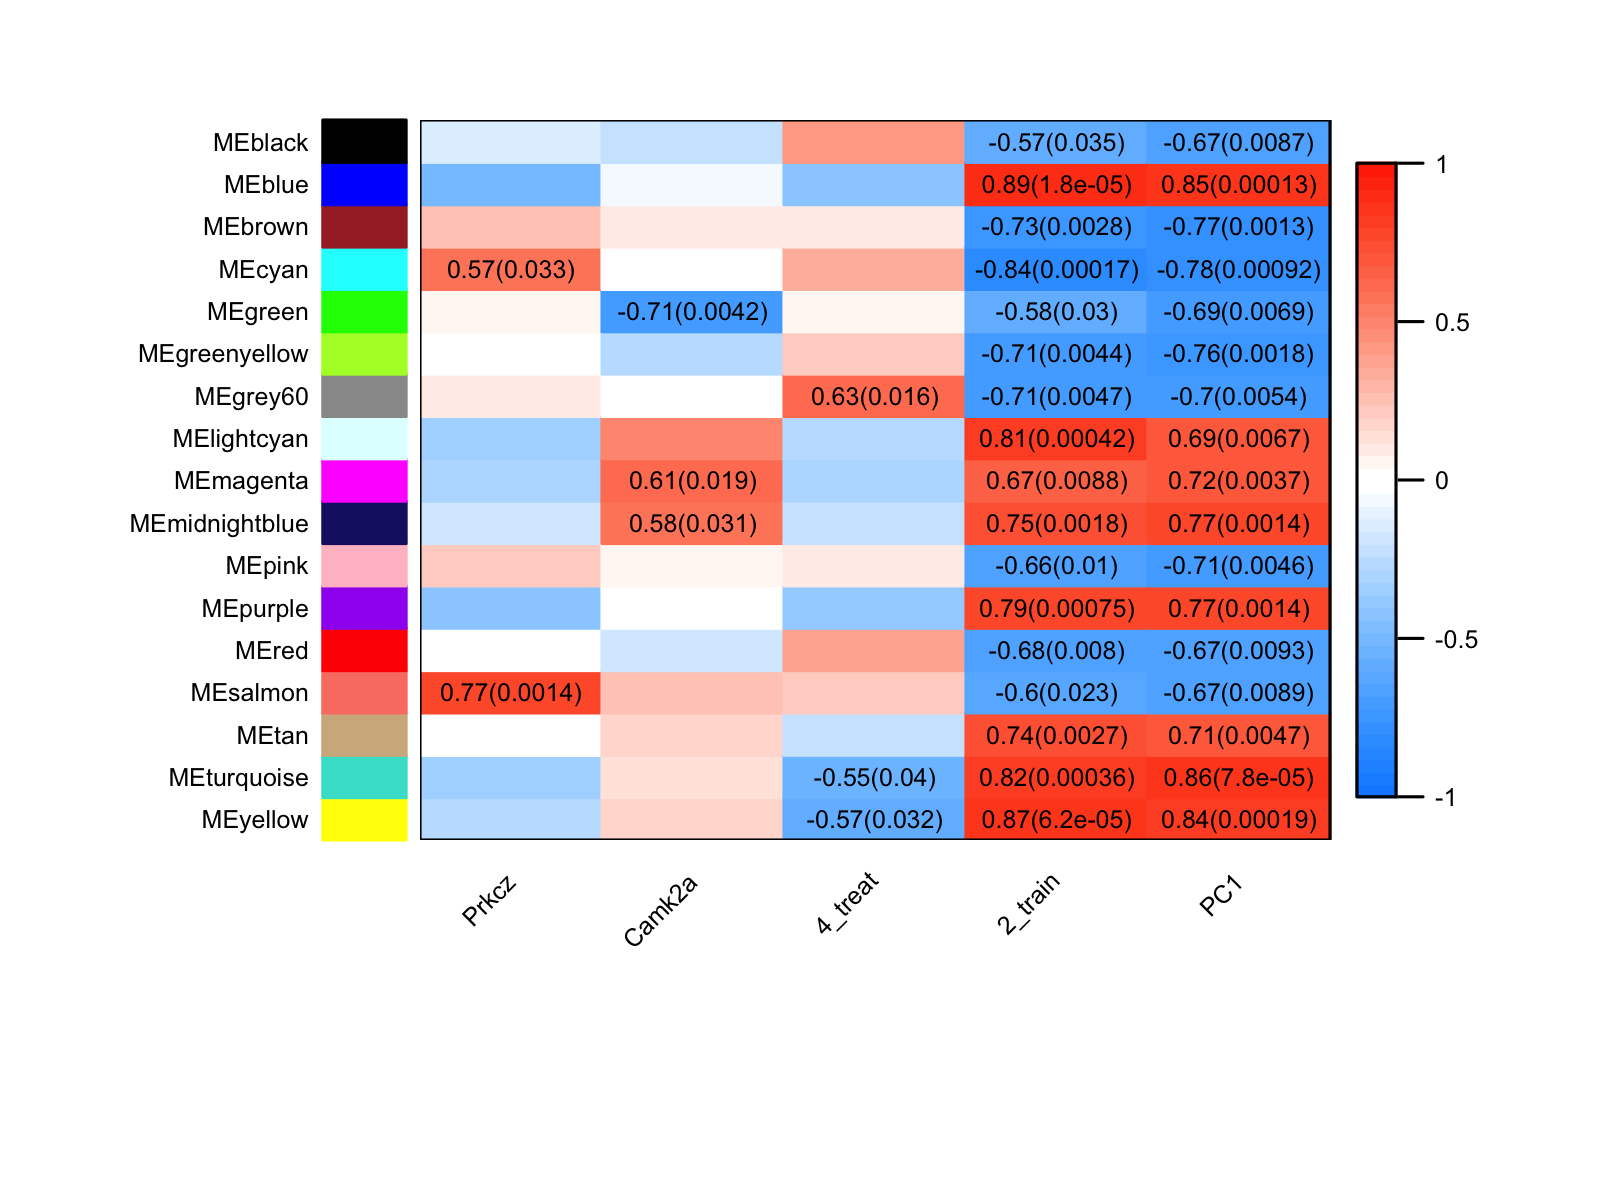 MEblack -0.57(0.035) -0.67(0.0087)
MEblue 0.89(1.8e-05) 0.85(0.00013)
MEbrown -0.73(0.0028) -0.77(0.0013)
MEcyan 0.57(0.033) -0.84(0.00017) -0.78(0.00092)
MEgreen -0.71(0.0042) -0.58(0.03) -0.69(0.0069)
MEgreenyellow -0.71(0.0044) -0.76(0.0018)
MEgrey60 0.63(0.016) -0.71(0.0047) -0.7(0.0054)
MElightcyan 0.81(0.00042) 0.69(0.0067)
MEmagenta 0.61(0.019) 0.67(0.0088) 0.72(0.0037)
MEmidnightblue 0.58(0.031) 0.75(0.0018) 0.77(0.0014)
MEpink -0.66(0.01) -0.71(0.0046)
MEpurple 0.79(0.00075) 0.77(0.0014)
MEred -0.68(0.008) -0.67(0.0093)
MEsalmon 0.77(0.0014) -0.6(0.023) -0.67(0.0089)
MEtan 0.74(0.0027) 0.71(0.0047)
MEturquoise -0.55(0.04) 0.82(0.00036) 0.86(7.8e-05)
MEyellow -0.57(0.032) 0.87(6.2e-05) 0.84(0.00019)
Prkcz Camk2a 4_treat 2_train PC1
1
0.5
0
-0.5
-1